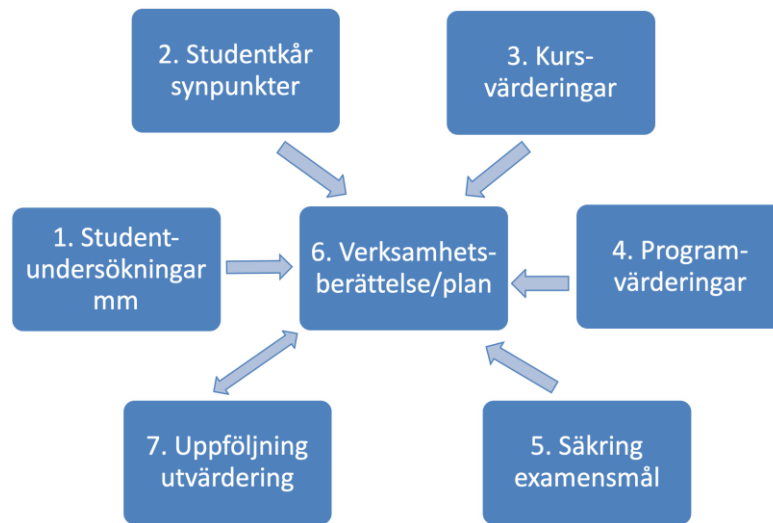 2. Studentkår
synpunkter
3. Kurs-
värderingar
1. Student-
undersökningar
mm
6. Verksamhets-
berättelse/plan
4. Program-
värderingar
7. Uppföljning
utvärdering
5. Säkring
examensmål